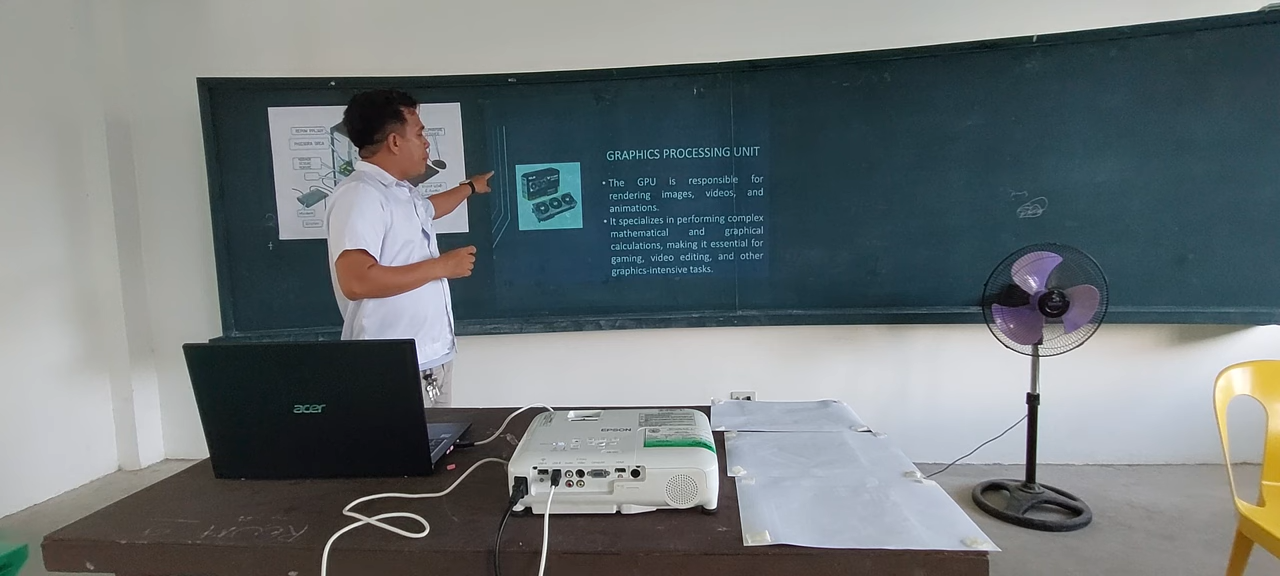 GRAPHICS PROCESSING UNIT
• The GPU is responsible for
rendering images, videos, and
animations.
• It specializes in performing complex
mathematical and graphical
calculations, making it essential for
gaming, video editing, and other
graphics-intensive tasks.
acer
EPSON